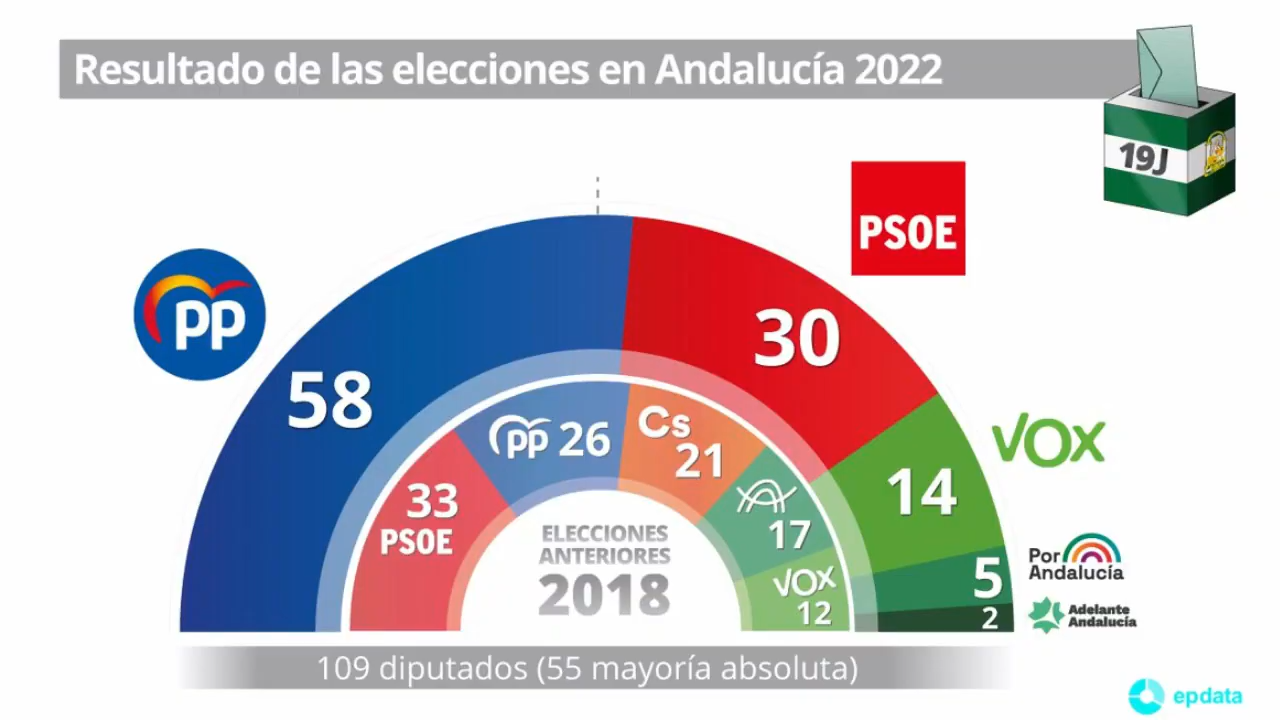 Resultado de las elecciones en Andalucía 2022
19J
PSOE
pp
30
58
Cs
VOX
pp 26
21
14
33
PSOE
17
ELECCIONES
ANTERIORES
2018
VOX
12
5
Por
Andalucía
2
Adelante
Andalucía
109 diputados (55 mayoría absoluta)
epdata